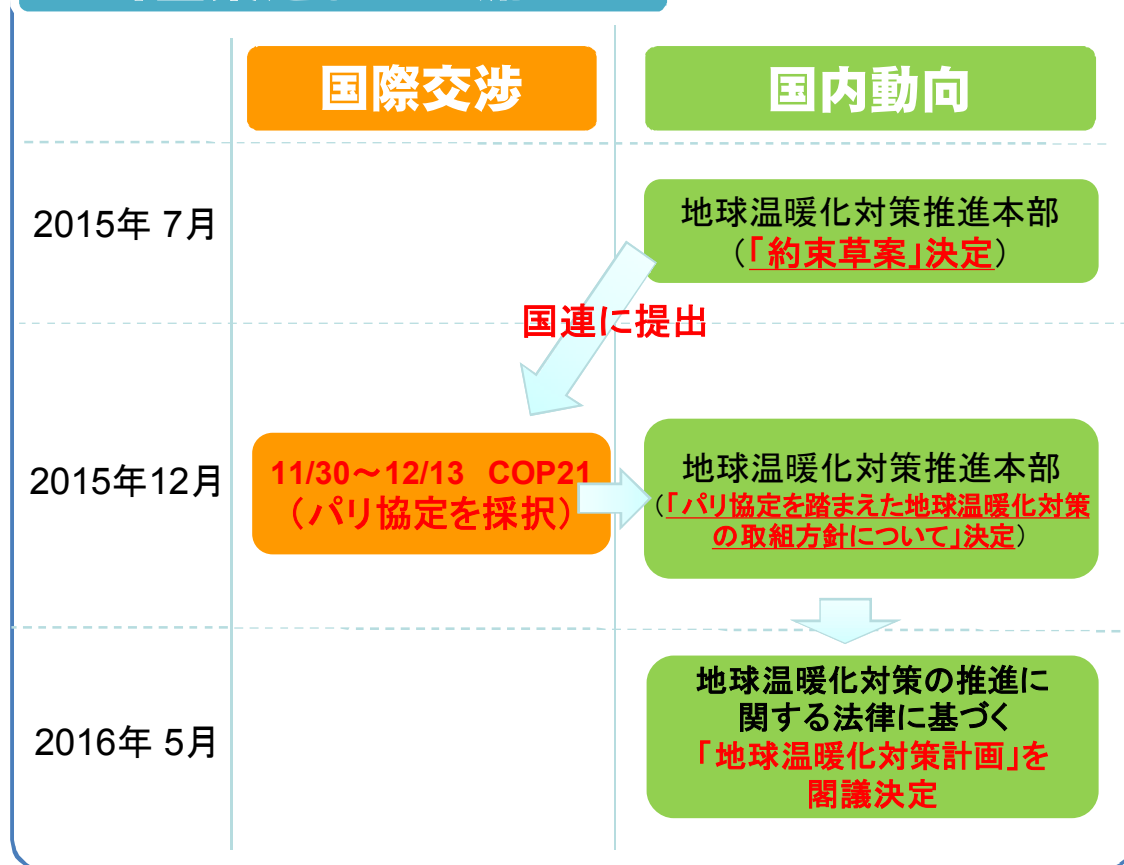 国際交渉
国内動向
2015年 7月
地球温暖化対策推進本部
(「約束草案」決定)
国連に提出
2015年12月
11/30～12/13 COP21
(パリ協定を採択)
地球温暖化対策推進本部
(「パリ協定を踏まえた地球温暖化対策
の取組方針について」決定)
2016年 5月
地球温暖化対策の推進に
関する法律に基づく
「地球温暖化対策計画」を
閣議決定